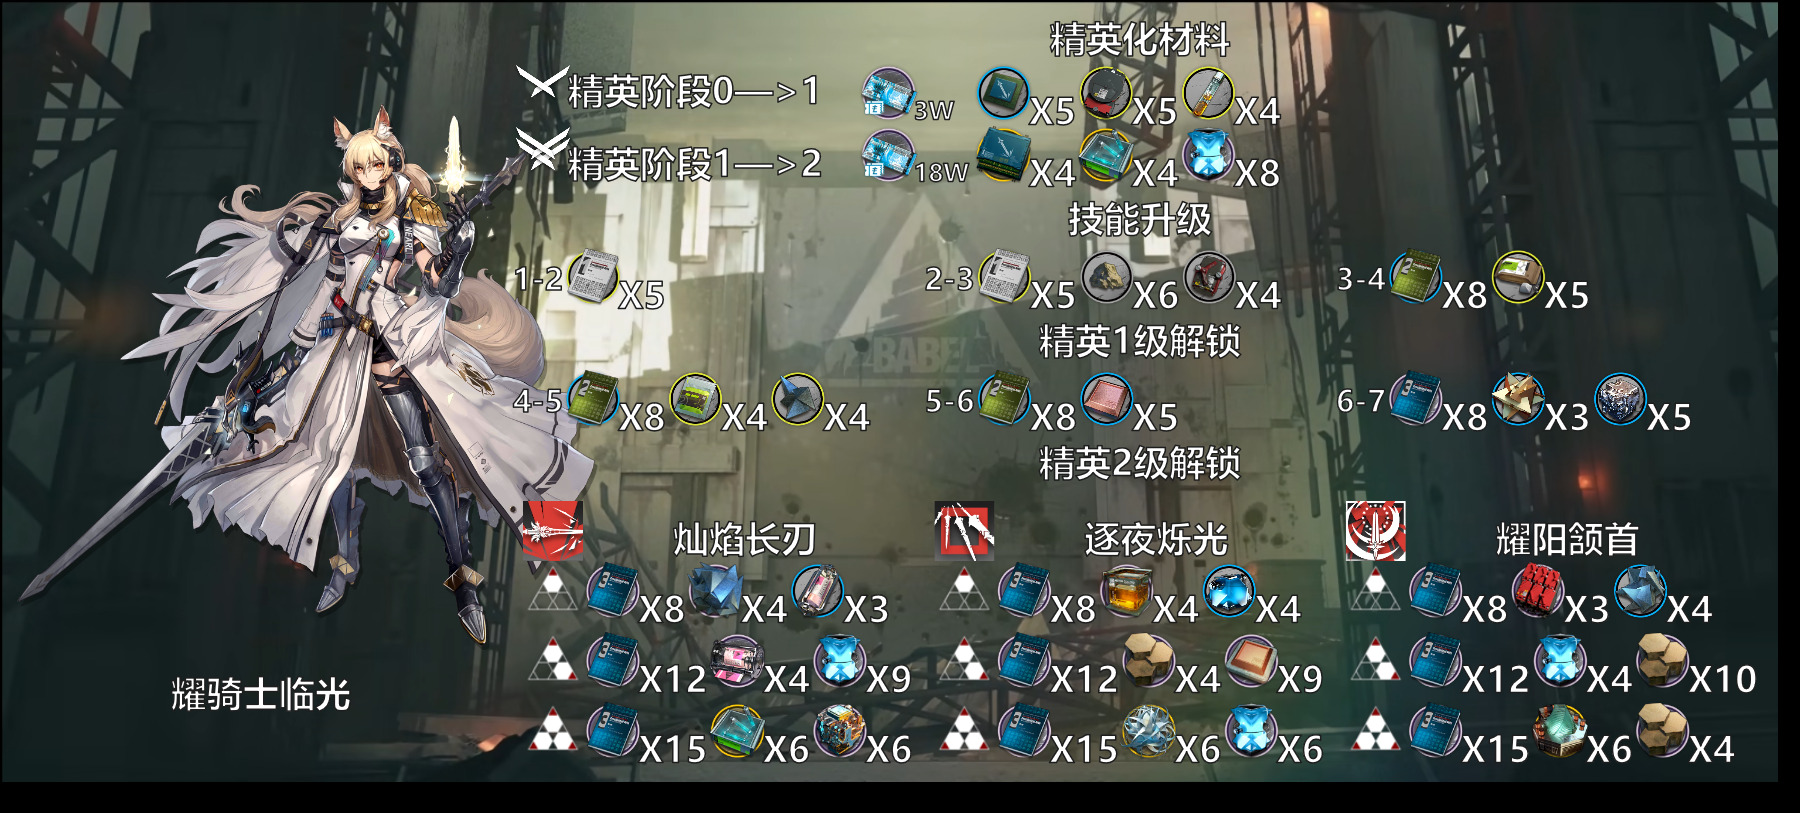 精英化材料
精英阶段0—>1 3W X5 X5 X4
精英阶段1—>2 18W X4 X4 X8
技能升级
1-2 X5 2-3 X5 X6 X4 3-4 X8 X5
精英1级解锁
BABEL
4-5 X8 X4 X4 5-6 X8 X5 6-7 X8 X3 X5
精英2级解锁
灿焰长刃 逐夜烁光 耀阳颔首
X8 X4 X3 X8 X4 X4 X8 X3 X4
X12 X4 X9 X12 X4 X9 X12 X4 X10
X15 X6 X6 X15 X6 X6 X15 X6 X4
耀骑士临光